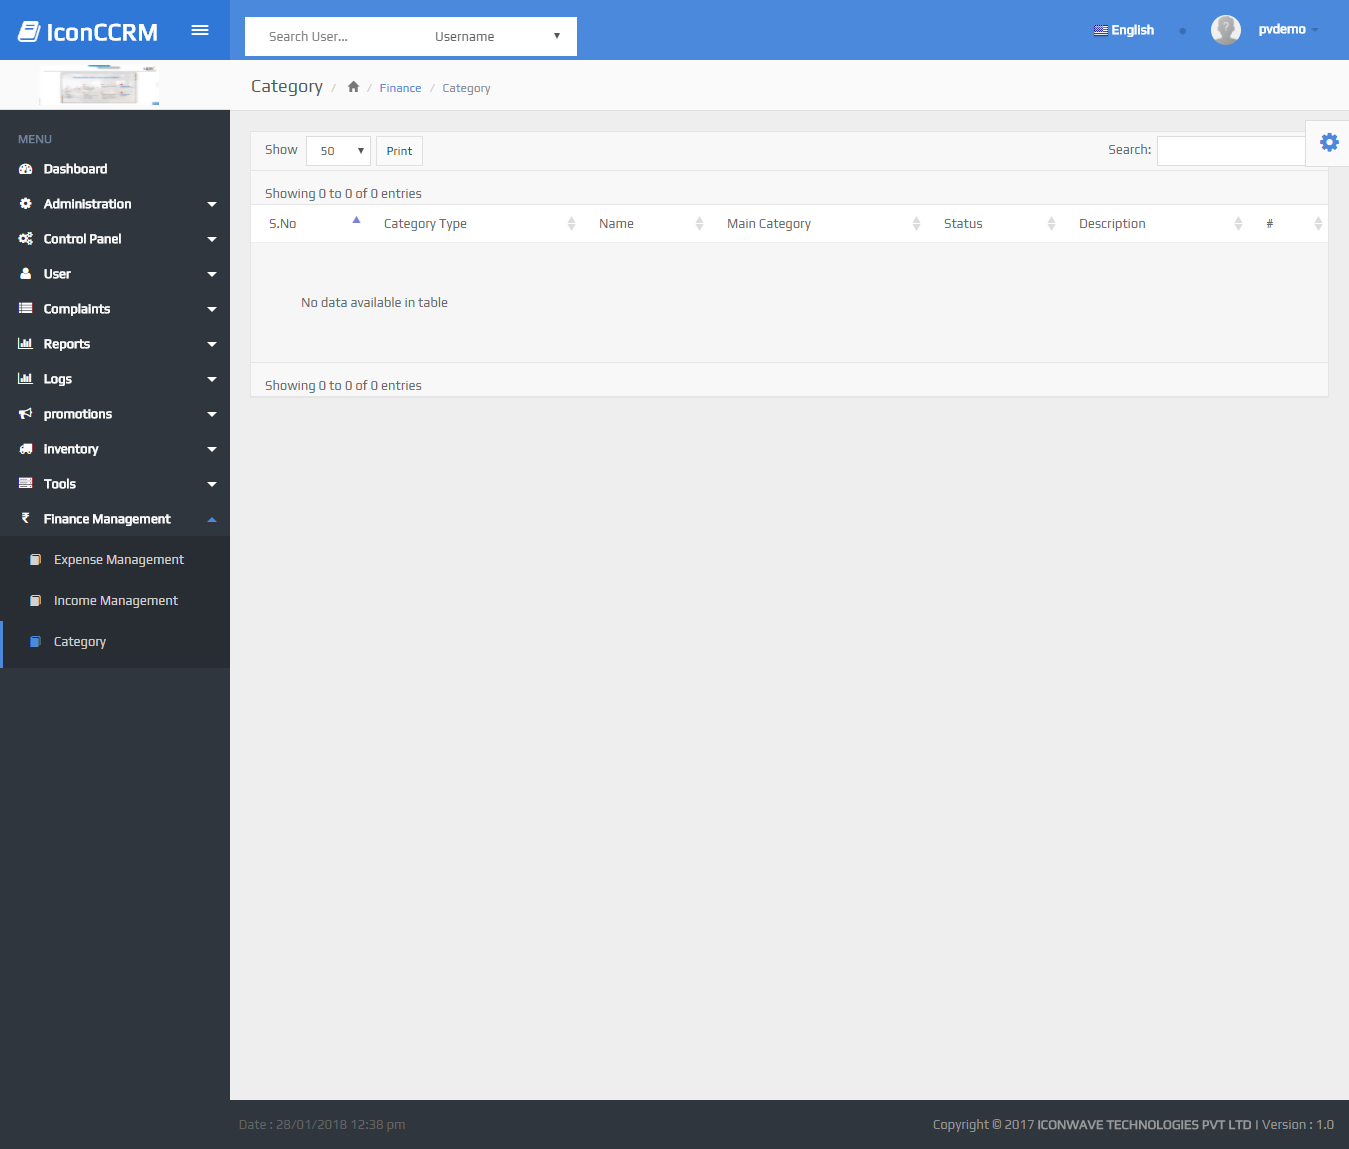 IconCCRM
Search User...
Username
English
pvdemo
Category / / Finance / Category
MENU
Dashboard
Administration
Control Panel
User
Complaints
Reports
Logs
promotions
inventory
Tools
Finance Management
Expense Management
Income Management
Category
Show 50 Print
Search:
Showing 0 to 0 of 0 entries
S.No Category Type Name Main Category Status Description #
No data available in table
Showing 0 to 0 of 0 entries
Date : 28/01/2018 12:38 pm
Copyright © 2017 ICONWAVE TECHNOLOGIES PVT LTD | Version : 1.0